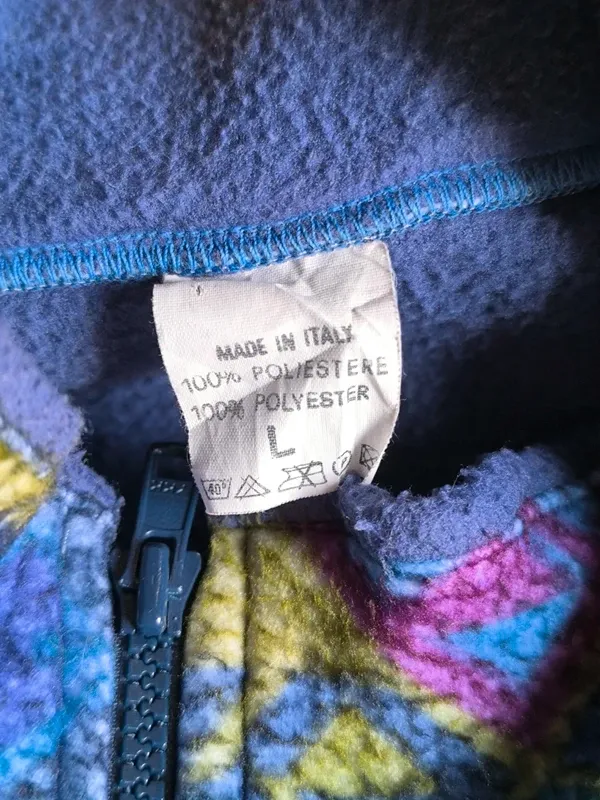 MADE IN ITALY
100% POLIESTERE
100% POLYESTER
L
40°